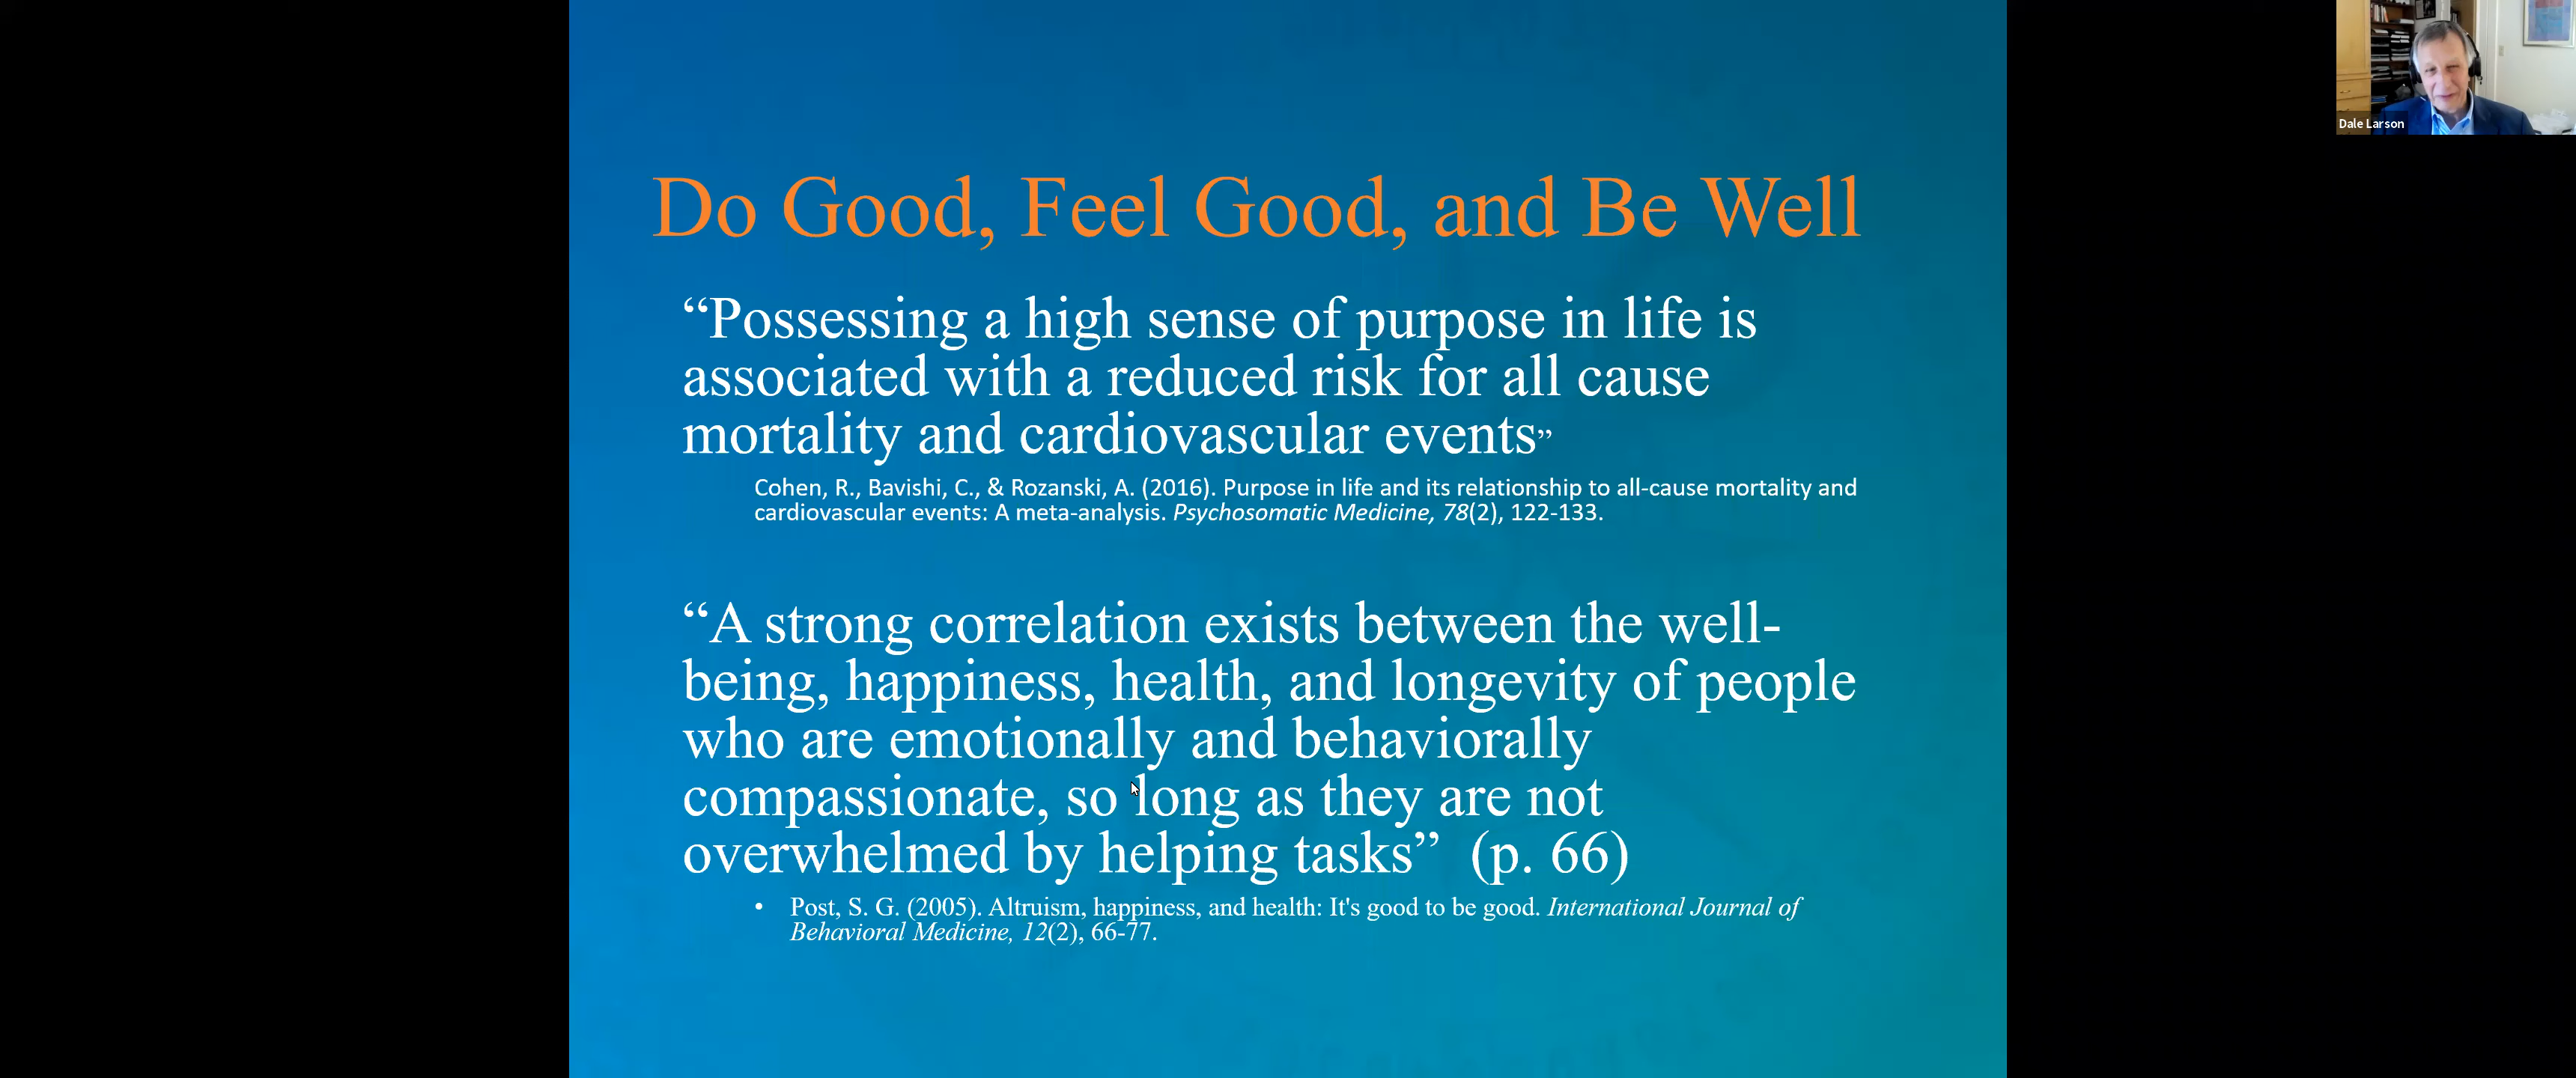 Do Good, Feel Good, and Be Well
“Possessing a high sense of purpose in life is
associated with a reduced risk for all cause
mortality and cardiovascular events”
Cohen, R., Bavishi, C., & Rozanski, A. (2016). Purpose in life and its relationship to all-cause mortality and
cardiovascular events: A meta-analysis. Psychosomatic Medicine, 78(2), 122-133.
“A strong correlation exists between the well-
being, happiness, health, and longevity of people
who are emotionally and behaviorally
compassionate, so long as they are not
overwhelmed by helping tasks” (p. 66)
• Post, S. G. (2005). Altruism, happiness, and health: It's good to be good. International Journal of
Behavioral Medicine, 12(2), 66-77.
Dale Larson